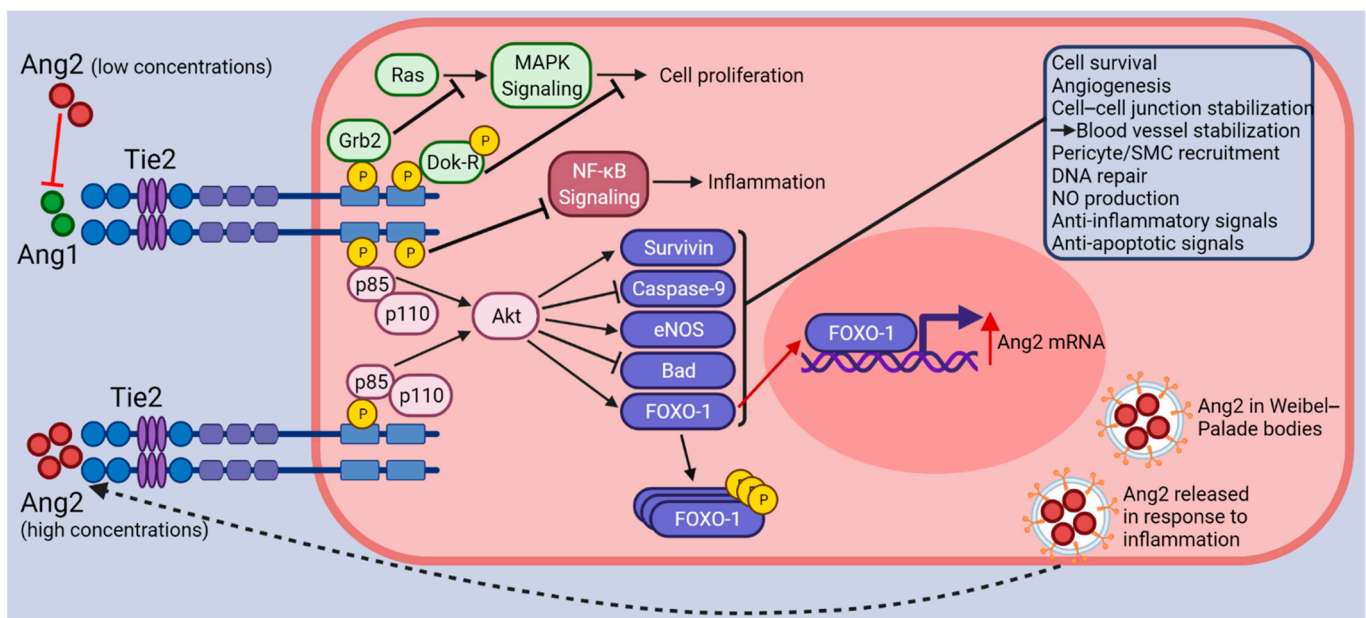 Ang2 (low concentrations)
Tie2
Ang1
Ras
MAPK
Signaling
Cell proliferation
Grb2
Dok-R
P
P
P
NF-κB
Signaling
Inflammation
P
P
p85
p110
Akt
Survivin
Caspase-9
eNOS
Bad
FOXO-1
FOXO-1
Ang2 mRNA
Cell survival
Angiogenesis
Cell–cell junction stabilization
Blood vessel stabilization
Pericyte/SMC recruitment
DNA repair
NO production
Anti-inflammatory signals
Anti-apoptotic signals
p85
p110
P
Tie2
Ang2
(high concentrations)
P
P
P
FOXO-1
Ang2 in Weibel–
Palade bodies
Ang2 released
in response to
inflammation